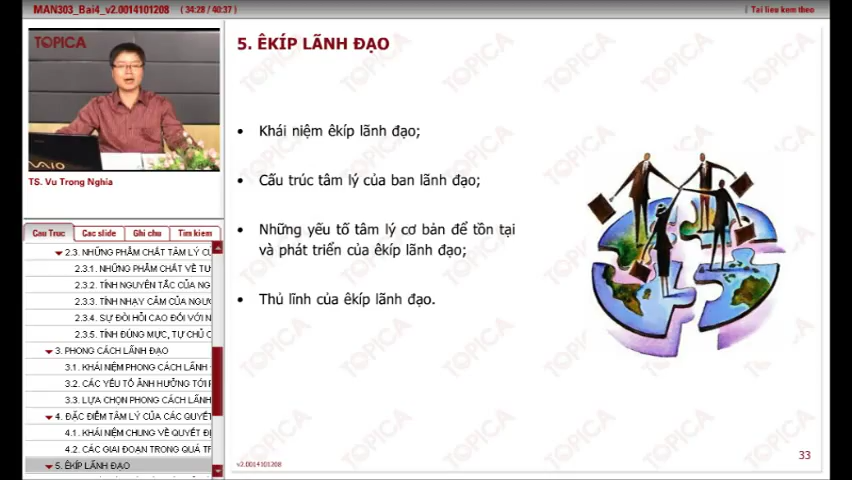 MAN303_Bai4_v2.0014101208 (34:28 / 40:37)
Tai lieu kem theo
TOPICA
TS. Vu Trong Nghia
Cau Truc
Cac slide
Ghi chu
Tim kiem
2.3. NHỮNG PHẨM CHẤT TÂM LÝ CỦ
2.3.1. NHỮNG PHẨM CHẤT VỀ TƯ
2.3.2. TÍNH NGUYÊN TẮC CỦA NG
2.3.3. TÍNH NHẠY CẢM CỦA NGƯ
2.3.4. SỰ ĐÒI HỎI CAO ĐỐI VỚI N
2.3.5. TÍNH ĐÚNG MỰC, TỰ CHỦ C
3. PHONG CÁCH LÃNH ĐẠO
3.1. KHÁI NIỆM PHONG CÁCH LÃNH
3.2. CÁC YẾU TỐ ẢNH HƯỞNG TỚI P
3.3. LỰA CHỌN PHONG CÁCH LÃNH
4. ĐẶC ĐIỂM TÂM LÝ CỦA CÁC QUYẾT
4.1. KHÁI NIỆM CHUNG VỀ QUYẾT ĐỊ
4.2. CÁC GIAI ĐOẠN TRONG QUÁ TR
5. ÊKÍP LÃNH ĐẠO
5. ÊKÍP LÃNH ĐẠO
• Khái niệm êkíp lãnh đạo;
• Cấu trúc tâm lý của ban lãnh đạo;
• Những yếu tố tâm lý cơ bản để tồn tại
và phát triển của êkíp lãnh đạo;
• Thủ lĩnh của êkíp lãnh đạo.
v2.0014101208
33